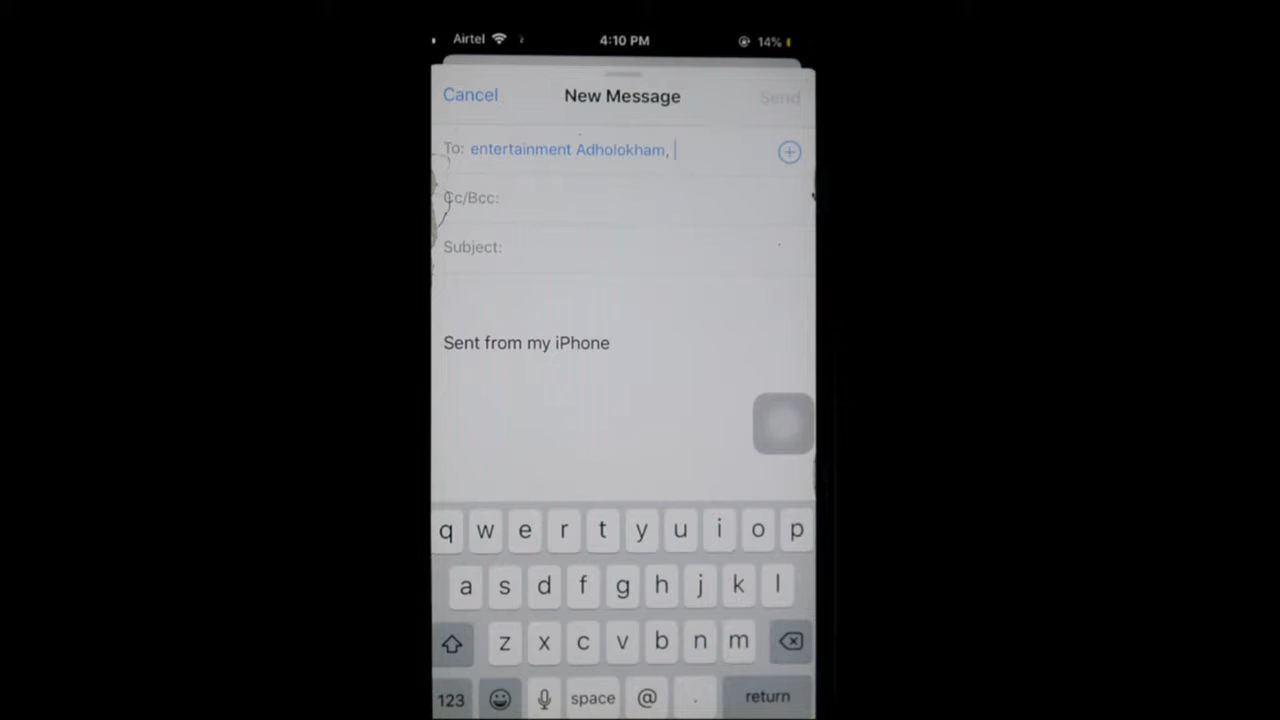 Airtel 4:10 PM 14%
Cancel New Message Send
To: entertainment Adholokham,
Cc/Bcc:
Subject:
Sent from my iPhone
q w e r t y u i o p
a s d f g h j k l
z x c v b n m
123 space @ . return